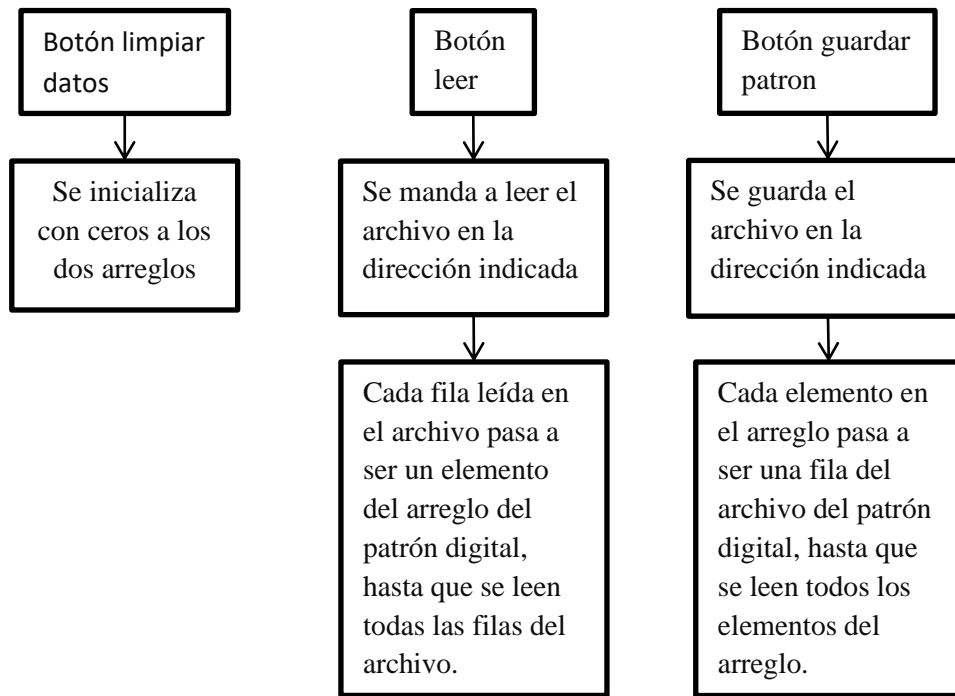 Botón limpiar
datos
Se inicializa
con ceros a los
dos arreglos
Botón
leer
Se manda a leer el
archivo en la
dirección indicada
Cada fila leída en
el archivo pasa a
ser un elemento
del arreglo del
patrón digital,
hasta que se leen
todas las filas del
archivo.
Botón guardar
patron
Se guarda el
archivo en la
dirección indicada
Cada elemento en
el arreglo pasa a
ser una fila del
archivo del patrón
digital, hasta que
se leen todos los
elementos del
arreglo.